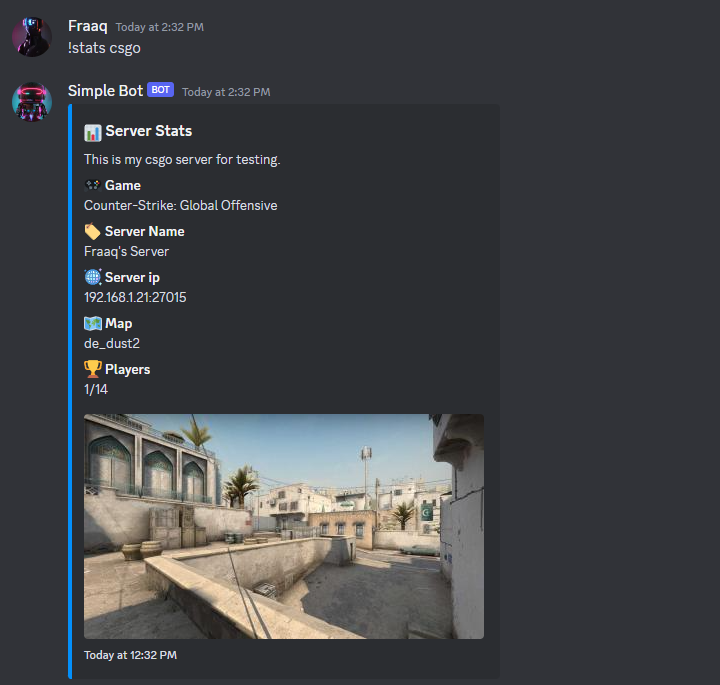 Fraaq Today at 2:32 PM
!stats csgo
Simple Bot BOT Today at 2:32 PM
Server Stats
This is my csgo server for testing.
Game
Counter-Strike: Global Offensive
Server Name
Fraaq's Server
Server ip
192.168.1.21:27015
Map
de_dust2
Players
1/14
Today at 12:32 PM